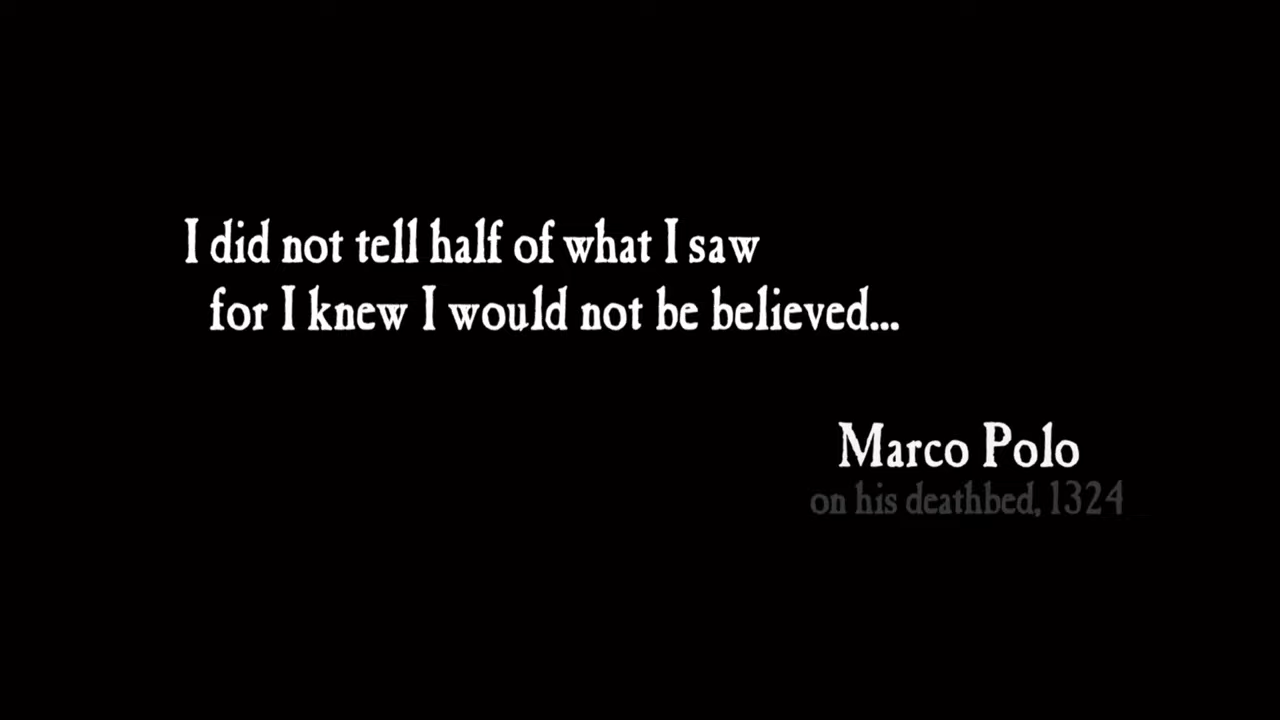 I did not tell half of what I saw
for I knew I would not be believed...
Marco Polo
on his deathbed, 1324